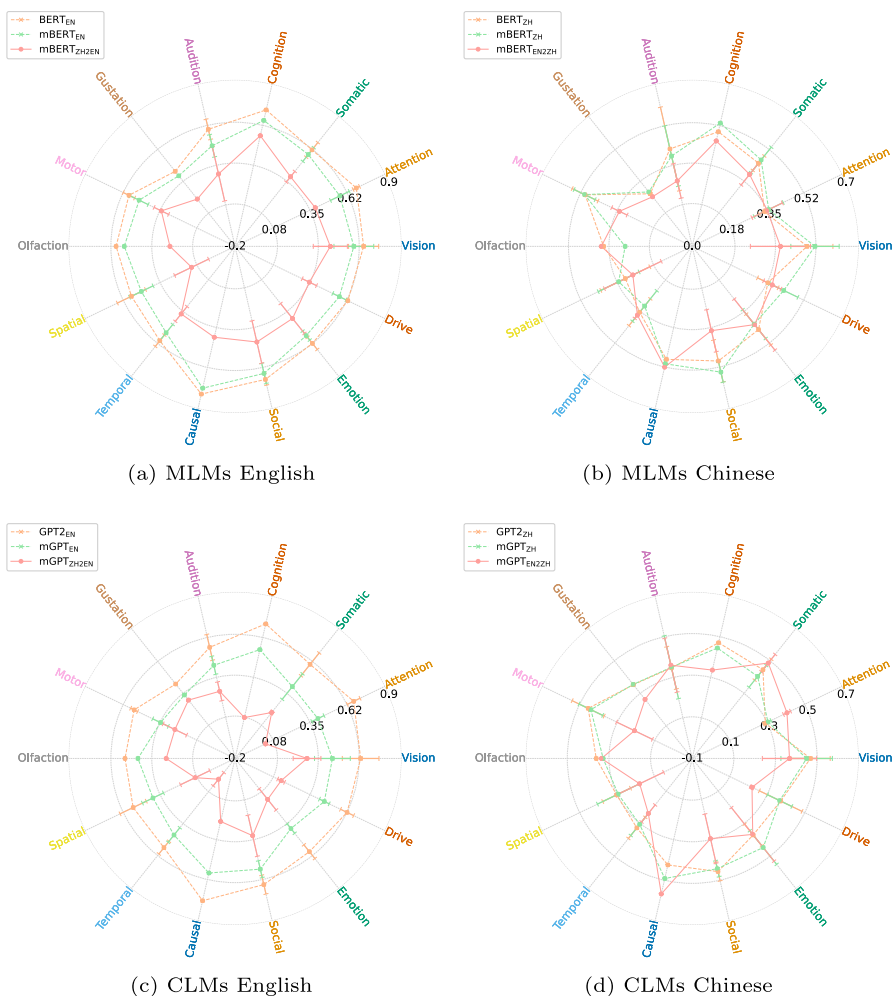 BERT_EN
mBERT_EN
mBERT_ZH2EN
Audition
Cognition
Gustation
Somatic
Motor
Attention
0.9
0.62
0.35
0.08
-0.2
Olfaction
Vision
Spatial
Drive
Temporal
Emotion
Causal
Social
(a) MLMs English
BERT_ZH
mBERT_ZH
mBERT_EN2ZH
Audition
Cognition
Gustation
Somatic
Motor
Attention
0.7
0.52
0.35
0.18
0.0
Olfaction
Vision
Spatial
Drive
Temporal
Emotion
Causal
Social
(b) MLMs Chinese
GPT2_EN
mGPT_EN
mGPT_ZH2EN
Audition
Cognition
Gustation
Somatic
Motor
Attention
0.9
0.62
0.35
0.08
-0.2
Olfaction
Vision
Spatial
Drive
Temporal
Emotion
Causal
Social
(c) CLMs English
GPT2_ZH
mGPT_ZH
mGPT_EN2ZH
Audition
Cognition
Gustation
Somatic
Motor
Attention
0.7
0.5
0.3
0.1
-0.1
Olfaction
Vision
Spatial
Drive
Temporal
Emotion
Causal
Social
(d) CLMs Chinese